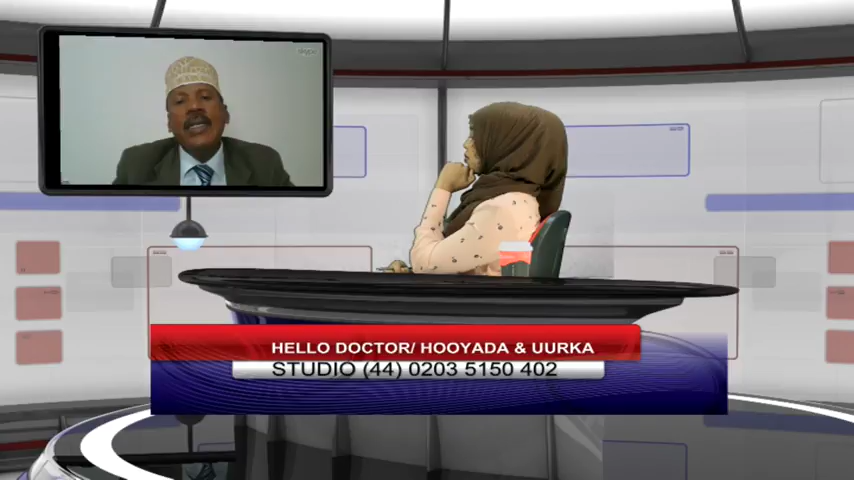 HELLO DOCTOR/ HOOYADA & UURKA
STUDIO (44) 0203 5150 402